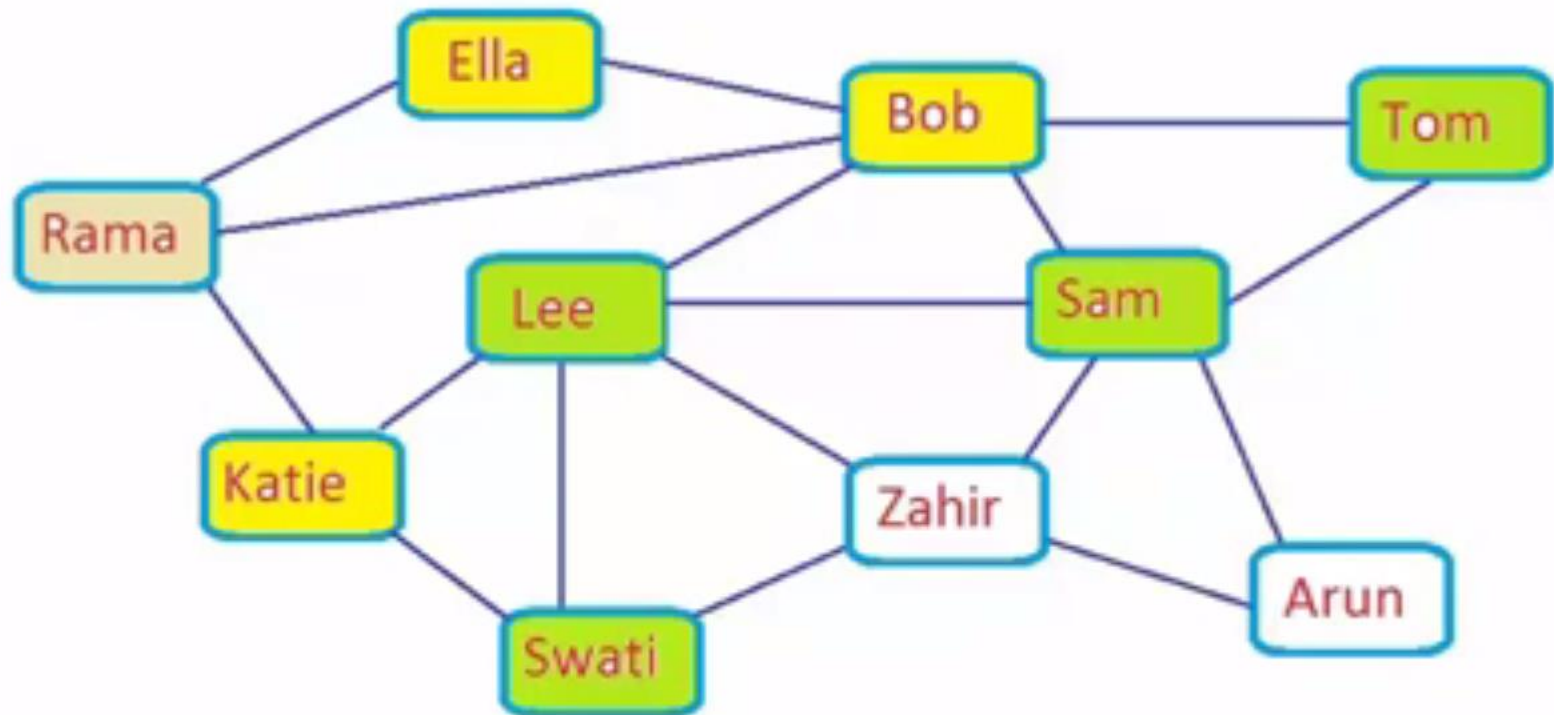 Ella
Bob
Tom
Rama
Lee
Sam
Katie
Zahir
Arun
Swati